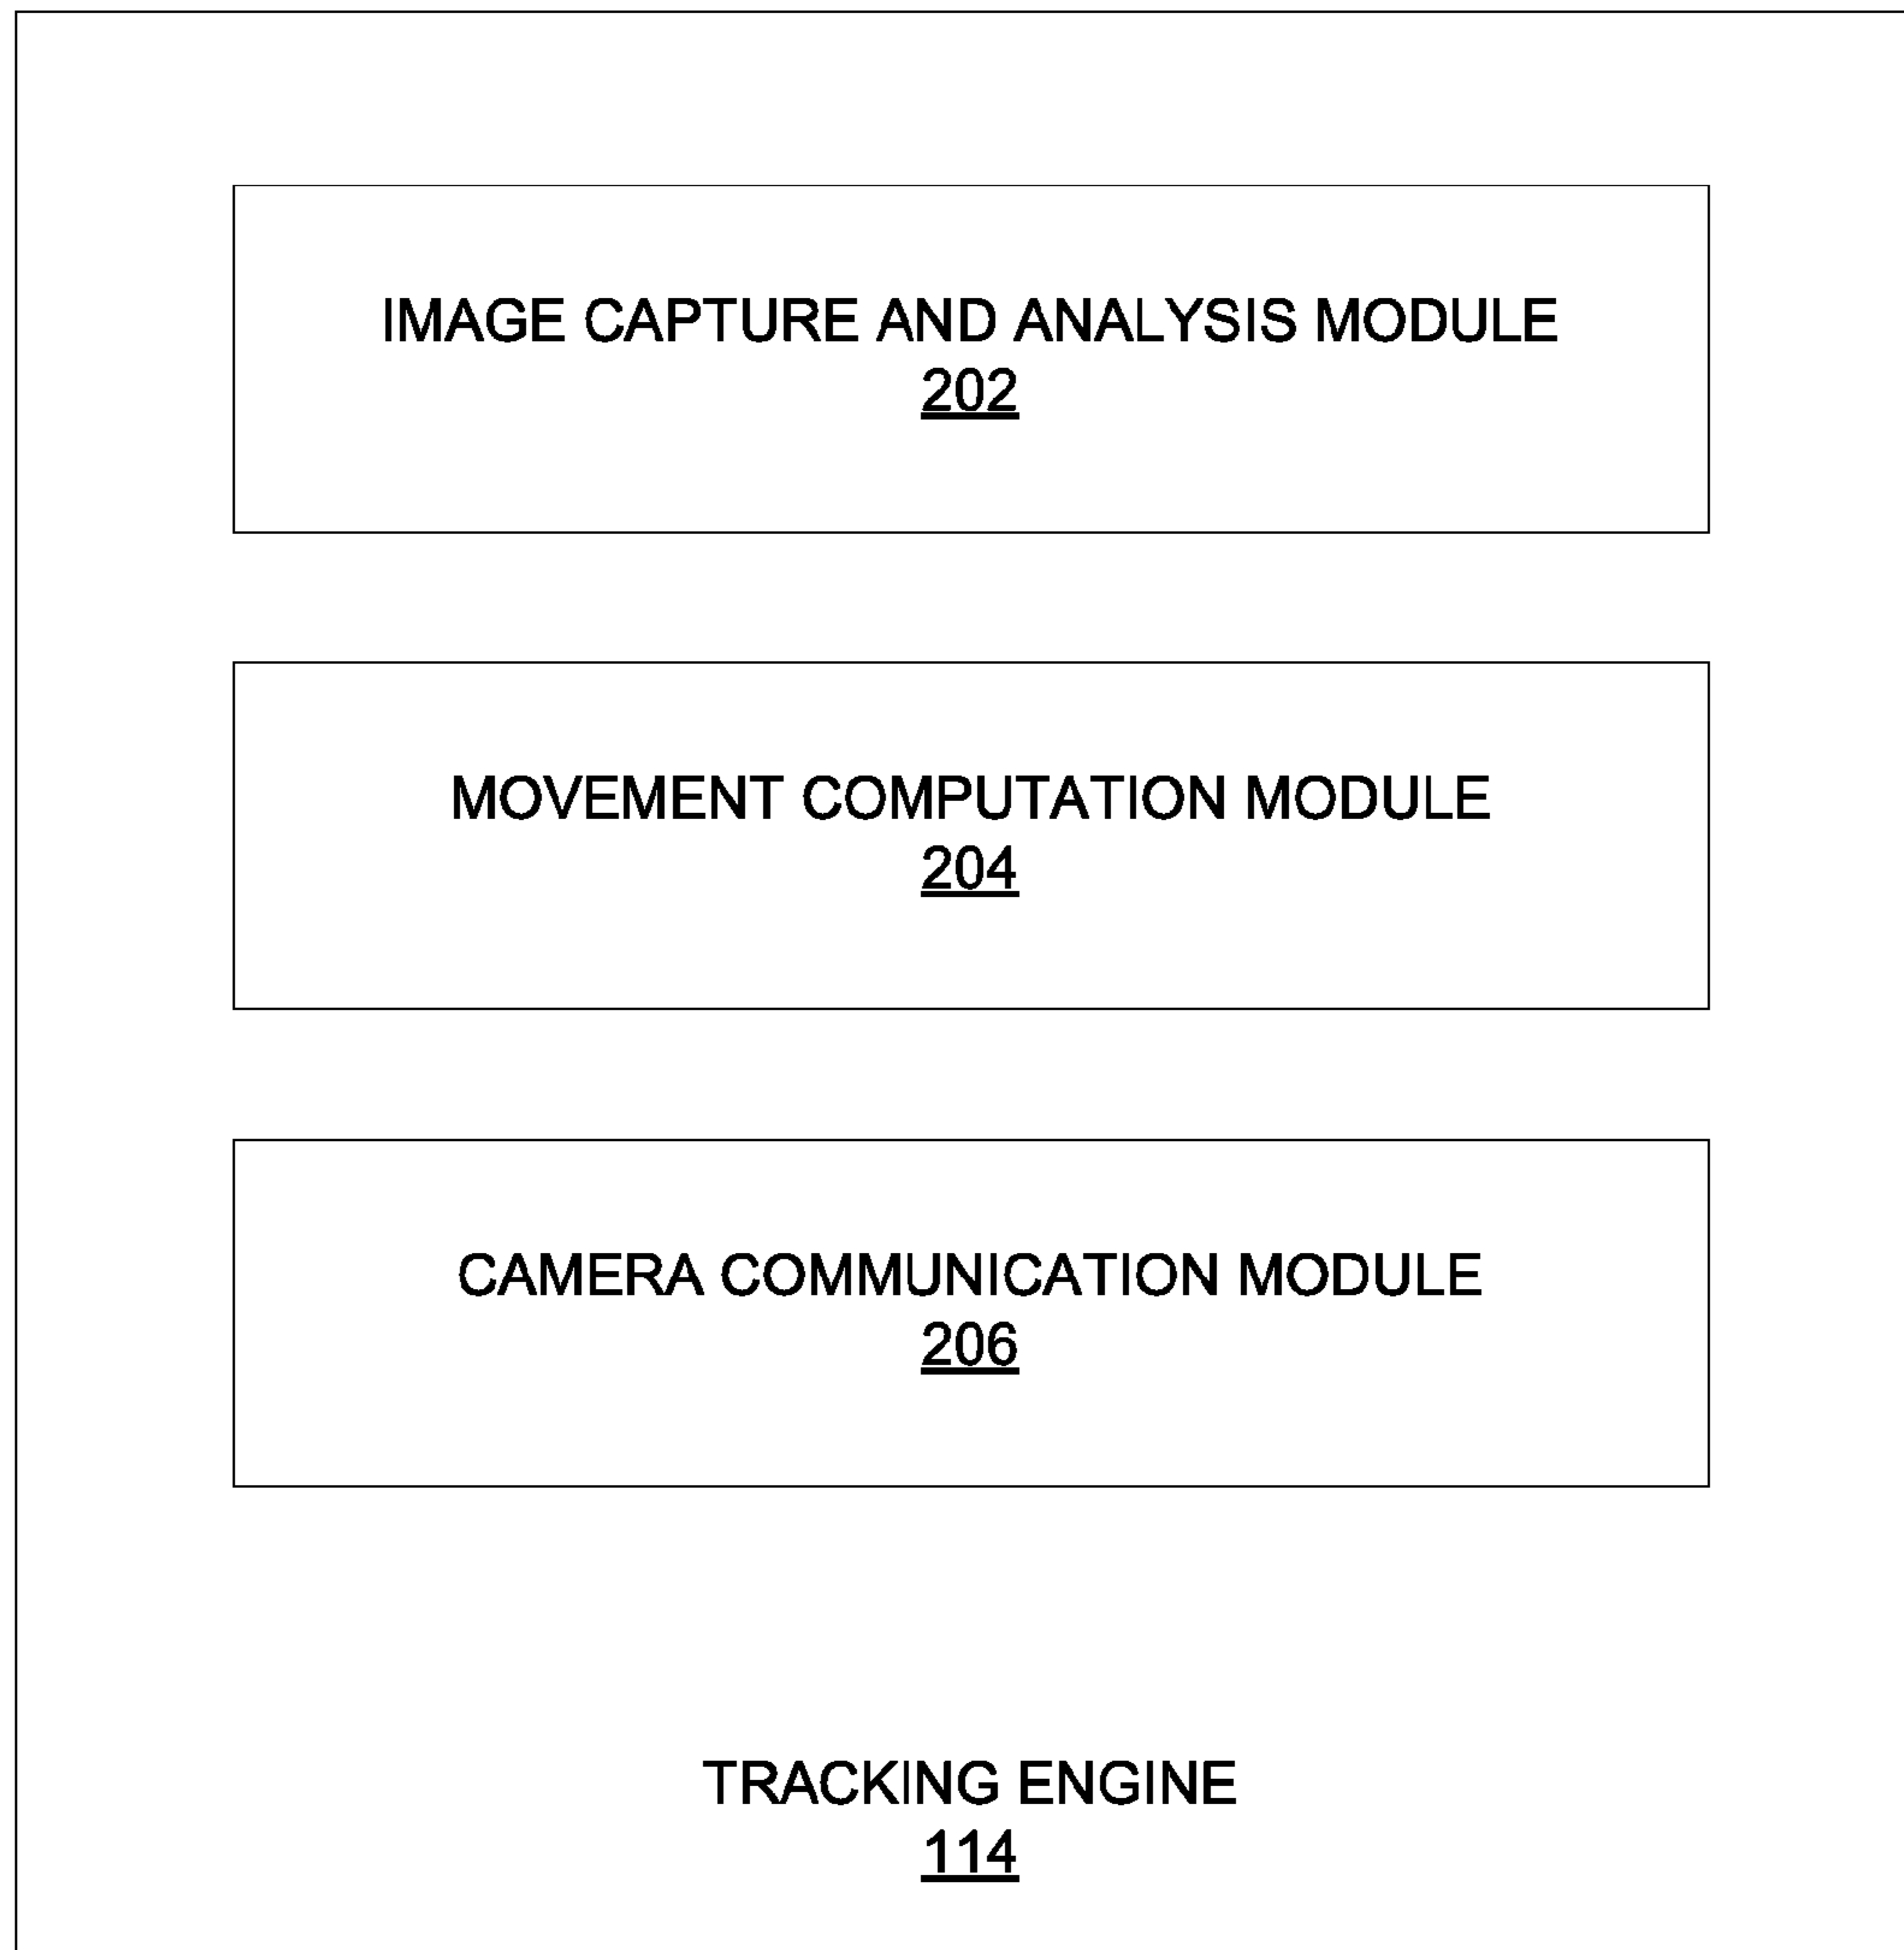 IMAGE CAPTURE AND ANALYSIS MODULE
202
MOVEMENT COMPUTATION MODULE
204
CAMERA COMMUNICATION MODULE
206
TRACKING ENGINE
114